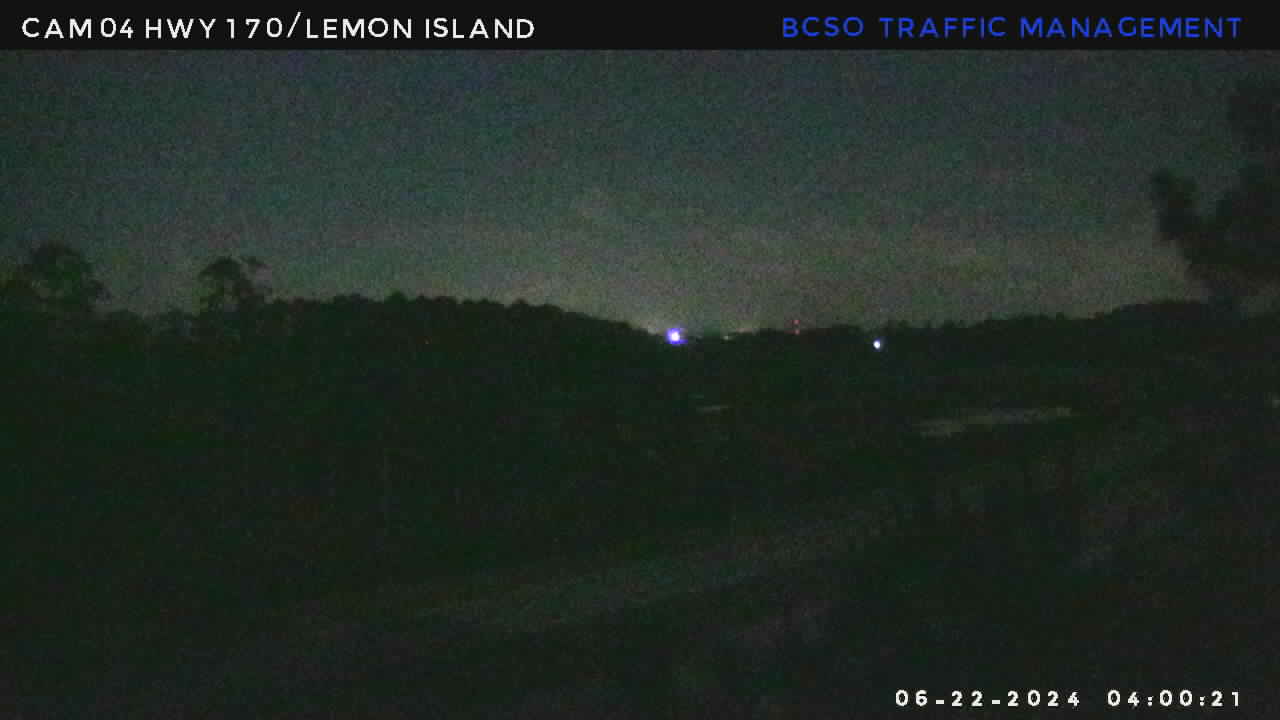 CAM04 HWY 170/LEMON ISLAND
BCSO TRAFFIC MANAGEMENT
06-22-2024 04:00:21